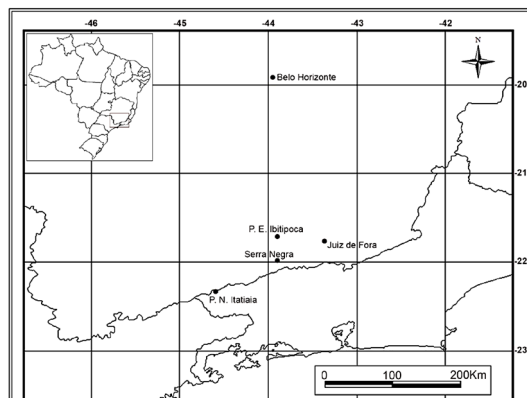 -46 -45 -44 -43 -42
N
Belo Horizonte
-20
-21
P. E. Ibitipoca
Juiz de Fora
Serra Negra
-22
P. N. Itatiaia
-23
0 100 200Km